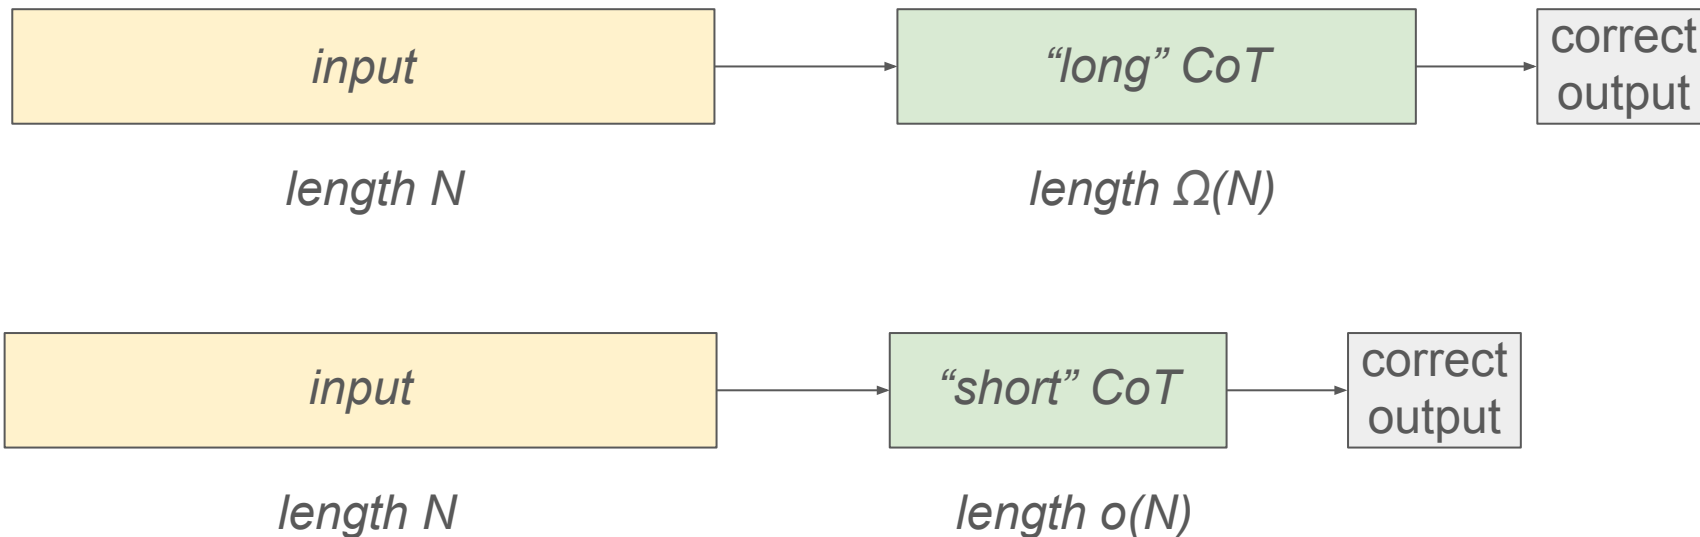 input
“long” CoT
correct
output
length N
length Ω(N)
input
“short” CoT
correct
output
length N
length o(N)